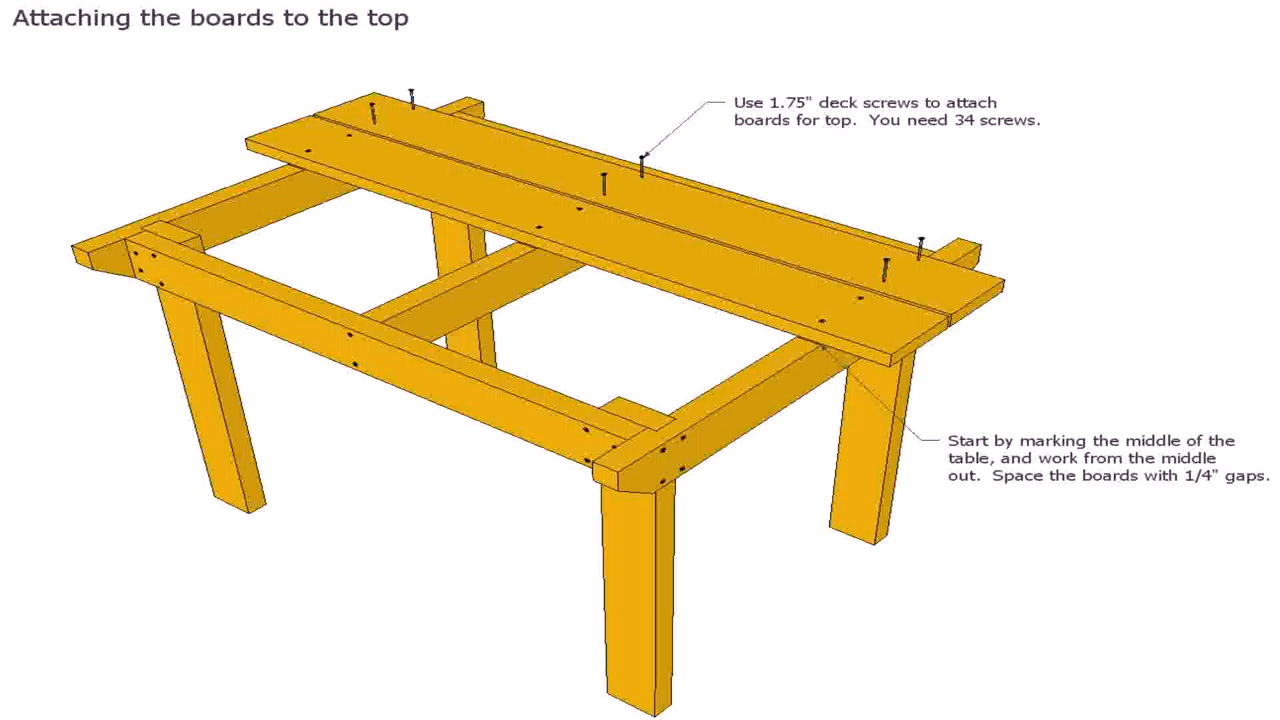 Attaching the boards to the top
Use 1.75" deck screws to attach
boards for top.  You need 34 screws.
Start by marking the middle of the
table, and work from the middle
out.  Space the boards with 1/4" gaps.